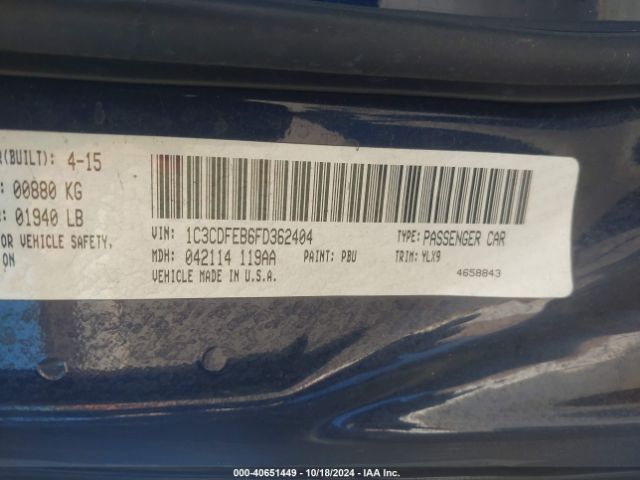 R(BUILT): 4-15
: 00880 KG
: 01940 LB
OR VEHICLE SAFETY,
ON
VIN: 1C3CDFEB6FD362404 TYPE: PASSENGER CAR
MDH: 042114 119AA PAINT: PBU TRIM: YLX9
VEHICLE MADE IN U.S.A. 4658843
000-40651449 | 10/18/2024 - IAA Inc.